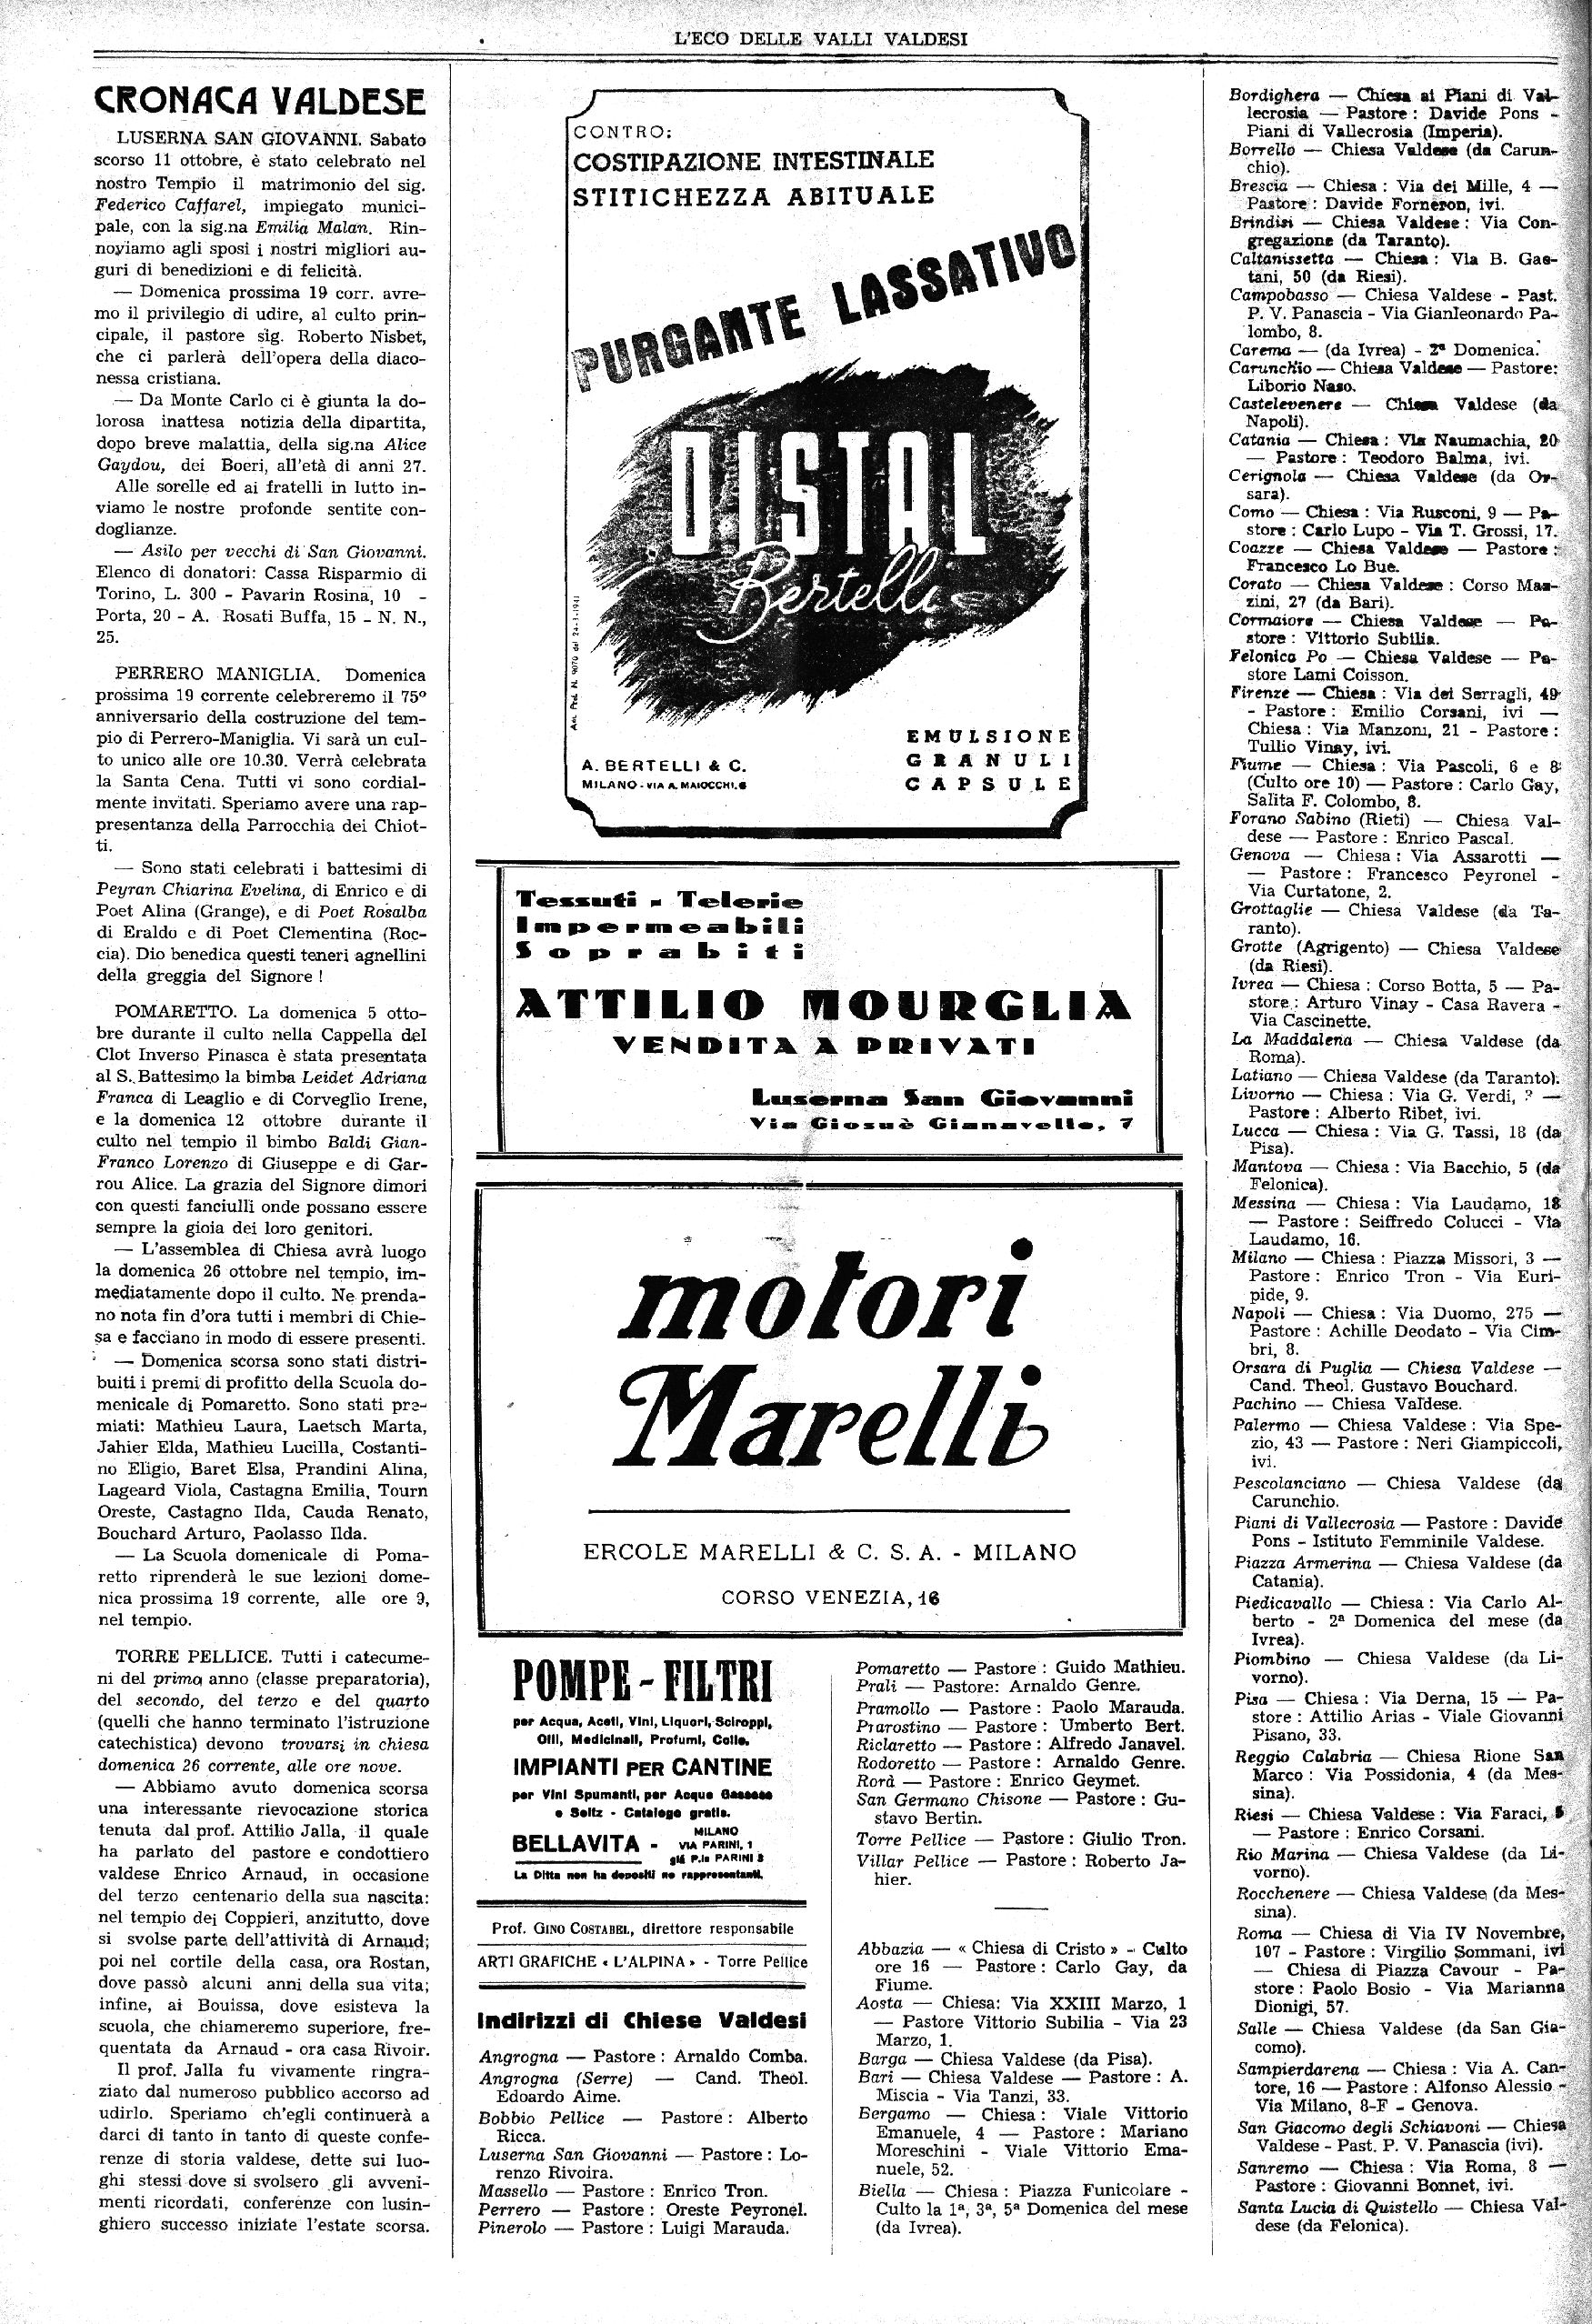 L'ECO DELLE VALLI VALDESI
CRONACA VALDESE
LUSERNA SAN GIOVANNI. Sabato
scorso 11 ottobre, è stato celebrato nel
nostro Tempio il matrimonio del sig.
Federico Caffarel, impiegato munici-
pale, con la sig.na Emilia Malan. Rin-
noviamo agli sposi i nostri migliori au-
guri di benedizioni e di felicità.
— Domenica prossima 19 corr. avre-
mo il privilegio di udire, al culto prin-
cipale, il pastore sig. Roberto Nisbet,
che ci parlerà dell'opera della diaco-
nessa cristiana.
— Da Monte Carlo ci è giunta la do-
lorosa inattesa notizia della dipartita,
dopo breve malattia, della sig.na Alice
Gaydou, dei Boeri, all'età di anni 27.
Alle sorelle ed ai fratelli in lutto in-
viamo le nostre profonde sentite con-
doglianze.
— Asilo per vecchi di San Giovanni.
Elenco di donatori: Cassa Risparmio di
Torino, L. 300 - Pavarin Rosina, 10 -
Porta, 20 - A. Rosati Buffa, 15 - N. N.,
25.
PERRERO MANIGLIA. Domenica
prossima 19 corrente celebreremo il 75º
anniversario della costruzione del tem-
pio di Perrero-Maniglia. Vi sarà un cul-
to unico alle ore 10.30. Verrà celebrata
la Santa Cena. Tutti vi sono cordial-
mente invitati. Speriamo avere una rap-
presentanza della Parrocchia dei Chiot-
ti.
— Sono stati celebrati i battesimi di
Peyran Chiarina Evelina, di Enrico e di
Poet Alina (Grange), e di Poet Rosalba
di Eraldo e di Poet Clementina (Roc-
cia). Dio benedica questi teneri agnellini
della greggia del Signore !
POMARETTO. La domenica 5 otto-
bre durante il culto nella Cappella del
Clot Inverso Pinasca è stata presentata
al S. Battesimo la bimba Leidet Adriana
Franca di Leaglio e di Corveglio Irene,
e la domenica 12 ottobre durante il
culto nel tempio il bimbo Baldi Gian-
Franco Lorenzo di Giuseppe e di Gar-
rou Alice. La grazia del Signore dimori
con questi fanciulli onde possano essere
sempre la gioia dei loro genitori.
— L'assemblea di Chiesa avrà luogo
la domenica 26 ottobre nel tempio, im-
mediatamente dopo il culto. Ne prenda-
no nota fin d'ora tutti i membri di Chie-
sa e facciano in modo di essere presenti.
— Domenica scorsa sono stati distri-
buiti i premi di profitto della Scuola do-
menicale di Pomaretto. Sono stati pre-
miati: Mathieu Laura, Laetsch Marta,
Jahier Elda, Mathieu Lucilla, Costanti-
no Eligio, Baret Elsa, Prandini Alina,
Lageard Viola, Castagna Emilia, Tourn
Oreste, Castagno Ilda, Cauda Renato,
Bouchard Arturo, Paolasso Ilda.
— La Scuola domenicale di Poma-
retto riprenderà le sue lezioni dome-
nica prossima 19 corrente, alle ore 9,
nel tempio.
TORRE PELLICE. Tutti i catecume-
ni del primo anno (classe preparatoria),
del secondo, del terzo e del quarto
(quelli che hanno terminato l'istruzione
catechistica) devono trovarsi in chiesa
domenica 26 corrente, alle ore nove.
— Abbiamo avuto domenica scorsa
una interessante rievocazione storica
tenuta dal prof. Attilio Jalla, il quale
ha parlato del pastore e condottiero
valdese Enrico Arnaud, in occasione
del terzo centenario della sua nascita:
nel tempio dei Coppieri, anzitutto, dove
si svolse parte dell'attività di Arnaud;
poi nel cortile della casa, ora Rostan,
dove passò alcuni anni della sua vita;
infine, ai Bouissa, dove esisteva la
scuola, che chiameremo superiore, fre-
quentata da Arnaud - ora casa Rivoir.
Il prof. Jalla fu vivamente ringra-
ziato dal numeroso pubblico accorso ad
udirlo. Speriamo ch'egli continuerà a
darci di tanto in tanto di queste confe-
renze di storia valdese, dette sui luo-
ghi stessi dove si svolsero gli avveni-
menti ricordati, conferenze con lusin-
ghiero successo iniziate l'estate scorsa.
CONTRO:
COSTIPAZIONE INTESTINALE
STITICHEZZA ABITUALE
PURGANTE LASSATIVO
DISTAL
Bertelli
Aut. Pref. N. 9070 del 24-1-1941
A. BERTELLI & C.
MILANO - VIA A. MAIOCCHI, 6
EMULSIONE
GRANULI
CAPSULE
Tessuti - Telerie
Impermeabili
Soprabiti
ATTILIO MOURGLIA
VENDITA A PRIVATI
Luserna San Giovanni
Via Giosuè Gianavello, 7
motori
Marelli
ERCOLE MARELLI & C. S. A. - MILANO
CORSO VENEZIA, 16
POMPE - FILTRI
per Acqua, Aceti, Vini, Liquori, Sciroppi,
Olii, Medicinali, Profumi, Colle.
IMPIANTI PER CANTINE
per Vini Spumanti, per Acque Gassose
e Seltz - Catalogo gratis.
BELLAVITA - MILANO
VIA PARINI, 1
già P.le PARINI 3
La Ditta non ha depositi ne rappresentanti.
Prof. GINO COSTABEL, direttore responsabile
ARTI GRAFICHE « L'ALPINA » - Torre Pellice
Indirizzi di Chiese Valdesi
Angrogna — Pastore : Arnaldo Comba.
Angrogna (Serre) — Cand. Theol.
Edoardo Aime.
Bobbio Pellice — Pastore : Alberto
Ricca.
Luserna San Giovanni — Pastore : Lo-
renzo Rivoira.
Massello — Pastore : Enrico Tron.
Perrero — Pastore : Oreste Peyronel.
Pinerolo — Pastore : Luigi Marauda.
Pomaretto — Pastore : Guido Mathieu.
Prali — Pastore: Arnaldo Genre.
Pramollo — Pastore : Paolo Marauda.
Prarostino — Pastore : Umberto Bert.
Riclaretto — Pastore : Alfredo Janavel.
Rodoretto — Pastore : Arnaldo Genre.
Rorà — Pastore : Enrico Geymet.
San Germano Chisone — Pastore : Gu-
stavo Bertin.
Torre Pellice — Pastore : Giulio Tron.
Villar Pellice — Pastore : Roberto Ja-
hier.
Abbazia — « Chiesa di Cristo » - Culto
ore 16 — Pastore : Carlo Gay, da
Fiume.
Aosta — Chiesa: Via XXIII Marzo, 1
— Pastore Vittorio Subilia - Via 23
Marzo, 1.
Barga — Chiesa Valdese (da Pisa).
Bari — Chiesa Valdese — Pastore : A.
Miscia - Via Tanzi, 33.
Bergamo — Chiesa : Viale Vittorio
Emanuele, 4 — Pastore : Mariano
Moreschini - Viale Vittorio Ema-
nuele, 52.
Biella — Chiesa : Piazza Funicolare -
Culto la 1ª, 3ª, 5ª Domenica del mese
(da Ivrea).
Bordighera — Chiesa ai Piani di Val-
lecrosia — Pastore : Davide Pons -
Piani di Vallecrosia (Imperia).
Borrello — Chiesa Valdese (da Carun-
chio).
Brescia — Chiesa : Via dei Mille, 4 —
Pastore : Davide Forneron, ivi.
Brindisi — Chiesa Valdese : Via Con-
gregazione (da Taranto).
Caltanissetta — Chiesa : Via B. Gae-
tani, 50 (da Riesi).
Campobasso — Chiesa Valdese - Past.
P. V. Panascia - Via Gianleonardo Pa-
lombo, 8.
Carema — (da Ivrea) - 2ª Domenica.
Carunchio — Chiesa Valdese — Pastore:
Liborio Naso.
Castelevenere — Chiesa Valdese (da
Napoli).
Catania — Chiesa : Via Naumachia, 20
— Pastore : Teodoro Balma, ivi.
Cerignola — Chiesa Valdese (da Or-
sara).
Como — Chiesa : Via Rusconi, 9 — Pa-
store : Carlo Lupo - Via T. Grossi, 17.
Coazze — Chiesa Valdese — Pastore :
Francesco Lo Bue.
Corato — Chiesa Valdese : Corso Maz-
zini, 27 (da Bari).
Cormaiore — Chiesa Valdese — Pa-
store : Vittorio Subilia.
Felonica Po — Chiesa Valdese — Pa-
store Lami Coisson.
Firenze — Chiesa : Via dei Serragli, 49
- Pastore : Emilio Corsani, ivi —
Chiesa : Via Manzoni, 21 - Pastore :
Tullio Vinay, ivi.
Fiume — Chiesa : Via Pascoli, 6 e 8
(Culto ore 10) — Pastore : Carlo Gay,
Salita F. Colombo, 8.
Forano Sabino (Rieti) — Chiesa Val-
dese — Pastore : Enrico Pascal.
Genova — Chiesa : Via Assarotti —
— Pastore : Francesco Peyronel -
Via Curtatone, 2.
Grottaglie — Chiesa Valdese (da Ta-
ranto).
Grotte (Agrigento) — Chiesa Valdese
(da Riesi).
Ivrea — Chiesa : Corso Botta, 5 — Pa-
store : Arturo Vinay - Casa Ravera -
Via Cascinette.
La Maddalena — Chiesa Valdese (da
Roma).
Latiano — Chiesa Valdese (da Taranto).
Livorno — Chiesa : Via G. Verdi, —
Pastore : Alberto Ribet, ivi.
Lucca — Chiesa : Via G. Tassi, 18 (da
Pisa).
Mantova — Chiesa : Via Bacchio, 5 (da
Felonica).
Messina — Chiesa : Via Laudamo, 18
— Pastore : Seiffredo Colucci - Via
Laudamo, 16.
Milano — Chiesa : Piazza Missori, 3 —
Pastore : Enrico Tron - Via Euri-
pide, 9.
Napoli — Chiesa : Via Duomo, 275 —
Pastore : Achille Deodato - Via Cim-
bri, 8.
Orsara di Puglia — Chiesa Valdese —
Cand. Theol. Gustavo Bouchard.
Pachino — Chiesa Valdese.
Palermo — Chiesa Valdese : Via Spe-
zio, 43 — Pastore : Neri Giampiccoli,
ivi.
Pescolanciano — Chiesa Valdese (da
Carunchio.
Piani di Vallecrosia — Pastore : Davide
Pons - Istituto Femminile Valdese.
Piazza Armerina — Chiesa Valdese (da
Catania).
Piedicavallo — Chiesa : Via Carlo Al-
berto - 2ª Domenica del mese (da
Ivrea).
Piombino — Chiesa Valdese (da Li-
vorno).
Pisa — Chiesa : Via Derna, 15 — Pa-
store : Attilio Arias - Viale Giovanni
Pisano, 33.
Reggio Calabria — Chiesa Rione San
Marco : Via Possidonia, 4 (da Mes-
sina).
Riesi — Chiesa Valdese : Via Faraci,
— Pastore : Enrico Corsani.
Rio Marina — Chiesa Valdese (da Li-
vorno).
Rocchenere — Chiesa Valdese (da Mes-
sina).
Roma — Chiesa di Via IV Novembre,
107 - Pastore : Virgilio Sommani, ivi
— Chiesa di Piazza Cavour - Pa-
store : Paolo Bosio - Via Marianna
Dionigi, 57.
Salle — Chiesa Valdese (da San Gia-
como).
Sampierdarena — Chiesa : Via A. Can-
tore, 16 — Pastore : Alfonso Alessio -
Via Milano, 8-F - Genova.
San Giacomo degli Schiavoni — Chiesa
Valdese - Past. P. V. Panascia (ivi).
Sanremo — Chiesa : Via Roma, 8 —
Pastore : Giovanni Bonnet, ivi.
Santa Lucia di Quistello — Chiesa Val-
dese (da Felonica).